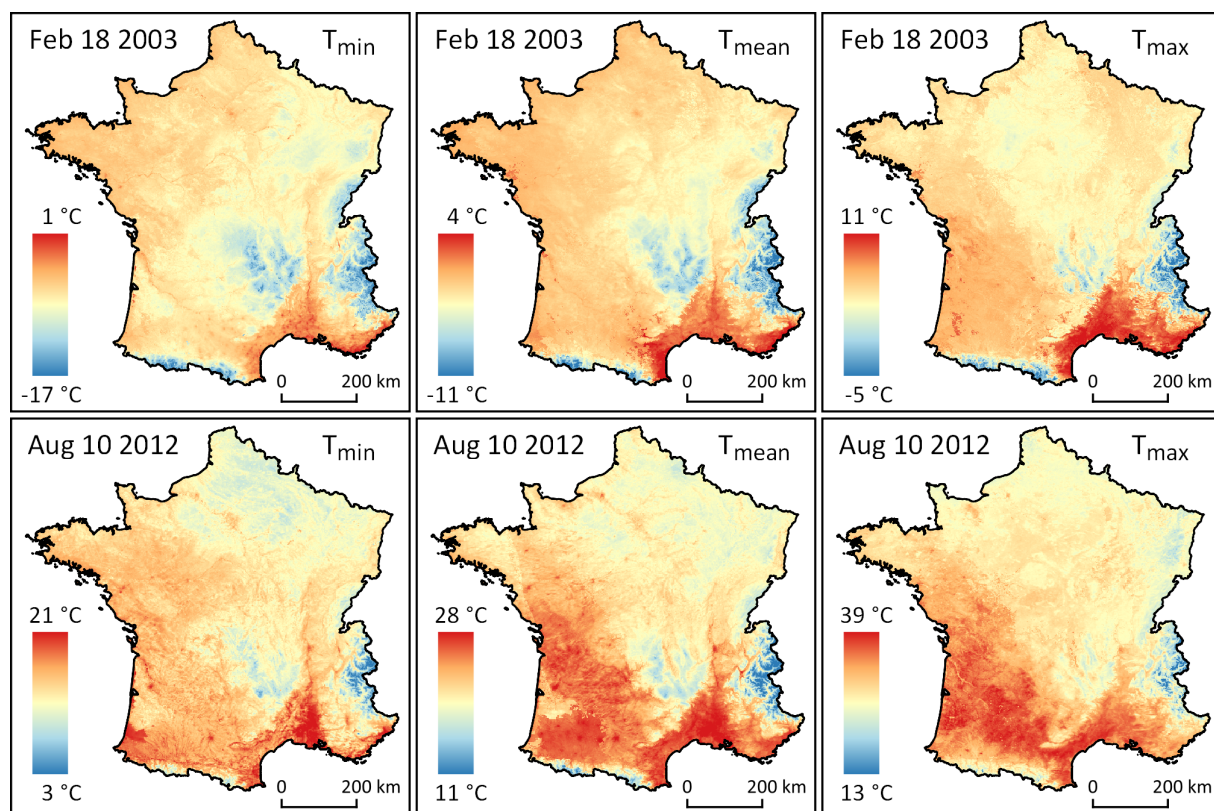 Feb 18 2003 Tmin
1 °C
-17 °C
0 200 km
Feb 18 2003 Tmean
4 °C
-11 °C
0 200 km
Feb 18 2003 Tmax
11 °C
-5 °C
0 200 km
Aug 10 2012 Tmin
21 °C
3 °C
0 200 km
Aug 10 2012 Tmean
28 °C
11 °C
0 200 km
Aug 10 2012 Tmax
39 °C
13 °C
0 200 km